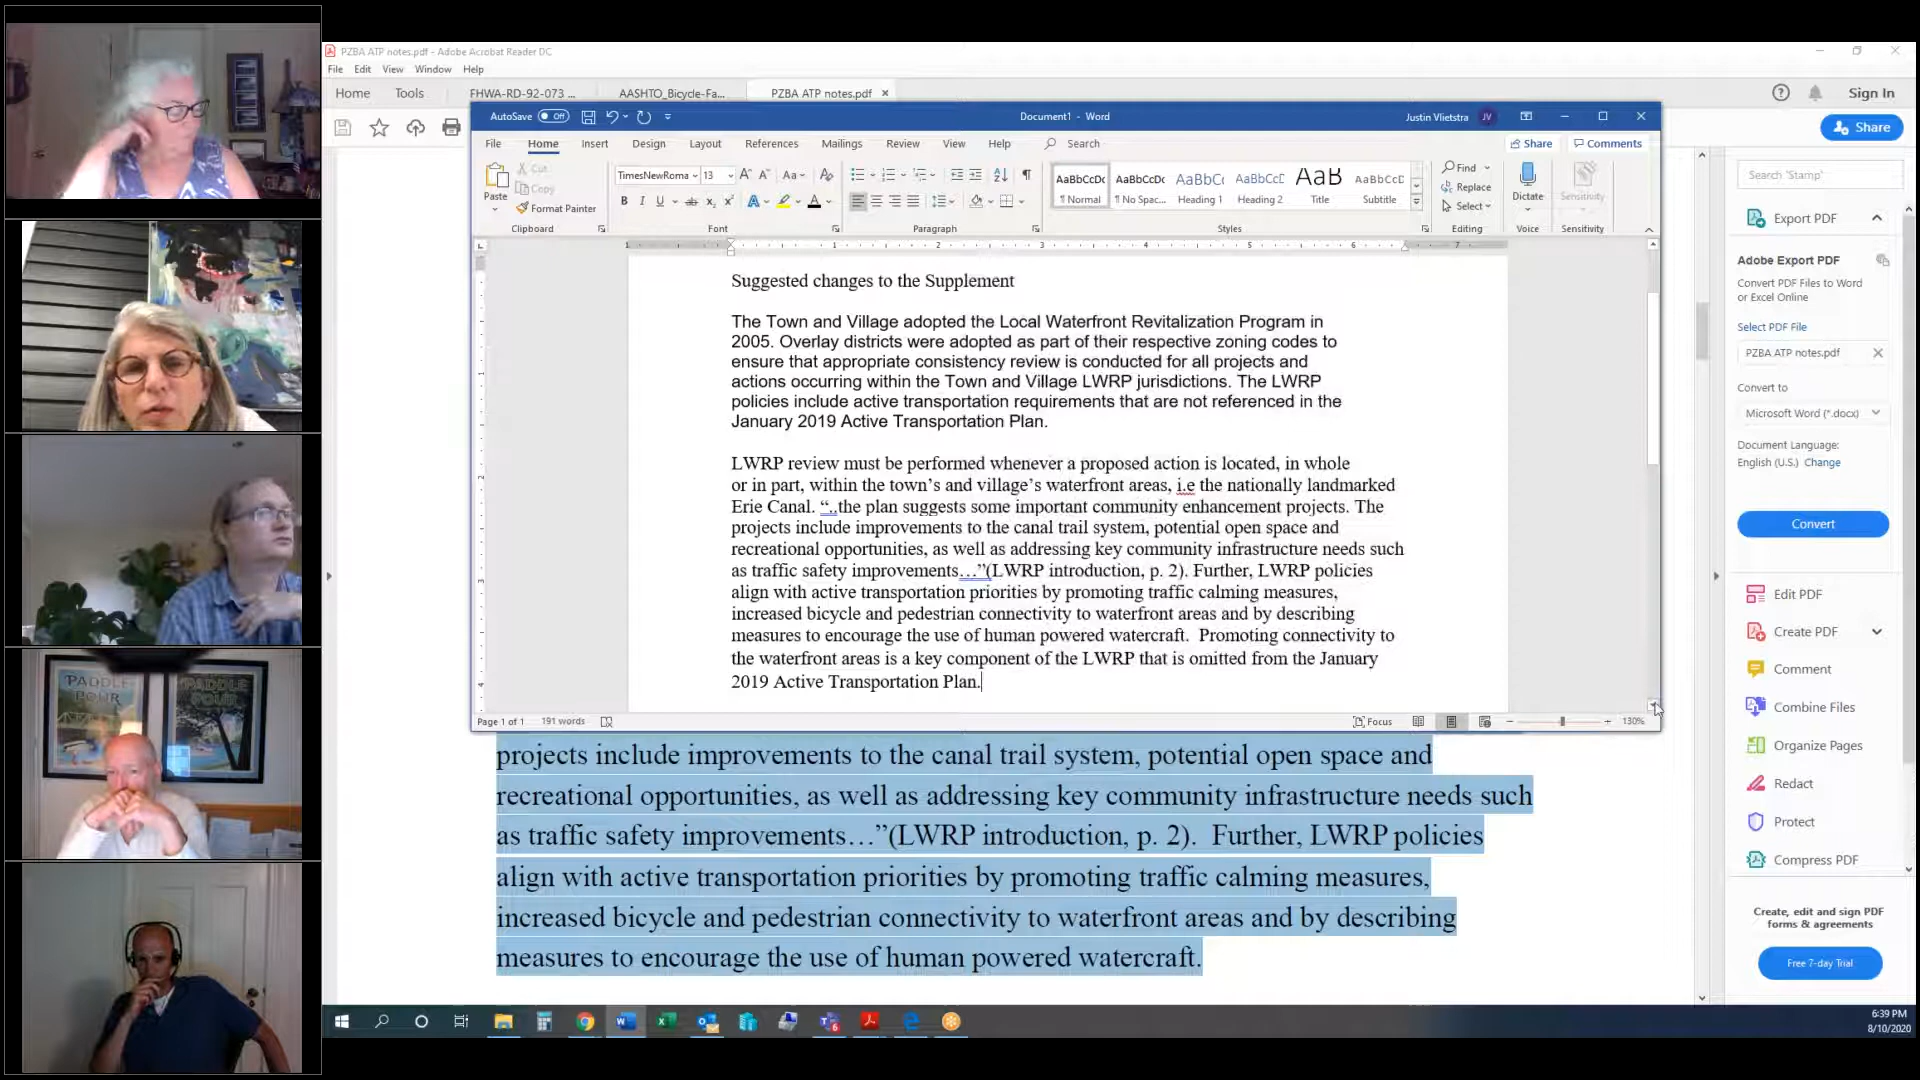 PZBA ATP notes.pdf - Adobe Acrobat Reader DC
File Edit View Window Help
Home Tools FHWA-RD-92-073 ... AASHTO_Bicycle-Fa... PZBA ATP notes.pdf × Sign In
Share
AutoSave Off Document1 - Word Justin Vlietstra JV
File Home Insert Design Layout References Mailings Review View Help Search Share Comments
Paste Cut Copy Format Painter
TimesNewRoma 13
AaBbCcDc AaBbCcDc AaBbCc AaBbCcD AaB AaBbCcD
¶ Normal ¶ No Spac... Heading 1 Heading 2 Title Subtitle
Find Replace Select
Dictate Sensitivity
Clipboard Font Paragraph Styles Editing Voice Sensitivity
1 1 2 3 4 5 6 7
Suggested changes to the Supplement
The Town and Village adopted the Local Waterfront Revitalization Program in
2005. Overlay districts were adopted as part of their respective zoning codes to
ensure that appropriate consistency review is conducted for all projects and
actions occurring within the Town and Village LWRP jurisdictions. The LWRP
policies include active transportation requirements that are not referenced in the
January 2019 Active Transportation Plan.
LWRP review must be performed whenever a proposed action is located, in whole
or in part, within the town’s and village’s waterfront areas, i.e the nationally landmarked
Erie Canal. “..the plan suggests some important community enhancement projects. The
projects include improvements to the canal trail system, potential open space and
recreational opportunities, as well as addressing key community infrastructure needs such
as traffic safety improvements…”(LWRP introduction, p. 2). Further, LWRP policies
align with active transportation priorities by promoting traffic calming measures,
increased bicycle and pedestrian connectivity to waterfront areas and by describing
measures to encourage the use of human powered watercraft.  Promoting connectivity to
the waterfront areas is a key component of the LWRP that is omitted from the January
2019 Active Transportation Plan.
Page 1 of 1 191 words Focus 130%
projects include improvements to the canal trail system, potential open space and
recreational opportunities, as well as addressing key community infrastructure needs such
as traffic safety improvements…”(LWRP introduction, p. 2).  Further, LWRP policies
align with active transportation priorities by promoting traffic calming measures,
increased bicycle and pedestrian connectivity to waterfront areas and by describing
measures to encourage the use of human powered watercraft.
Search 'Stamp'
Export PDF
Adobe Export PDF
Convert PDF Files to Word
or Excel Online
Select PDF File
PZBA ATP notes.pdf
Convert to
Microsoft Word (*.docx)
Document Language:
English (U.S.) Change
Convert
Edit PDF
Create PDF
Comment
Combine Files
Organize Pages
Redact
Protect
Compress PDF
Create, edit and sign PDF
forms & agreements
Free 7-day Trial
PADDLE PADDLE
POUR POUR
6:39 PM
8/10/2020